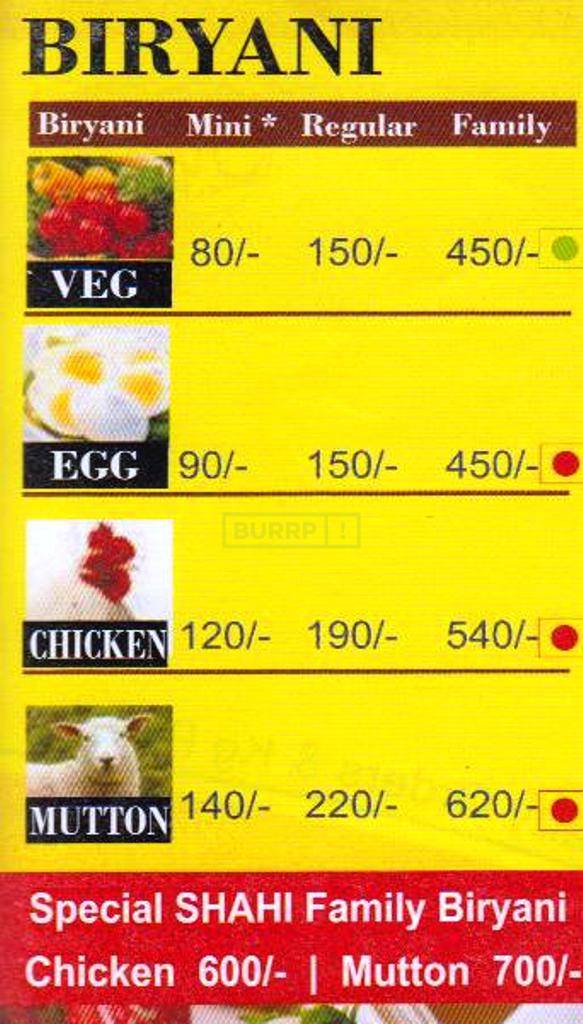 BIRYANI
Biryani Mini * Regular Family
VEG 80/- 150/- 450/-
EGG 90/- 150/- 450/-
BURRP !
CHICKEN 120/- 190/- 540/-
MUTTON 140/- 220/- 620/-
Special SHAHI Family Biryani
Chicken 600/- | Mutton 700/-